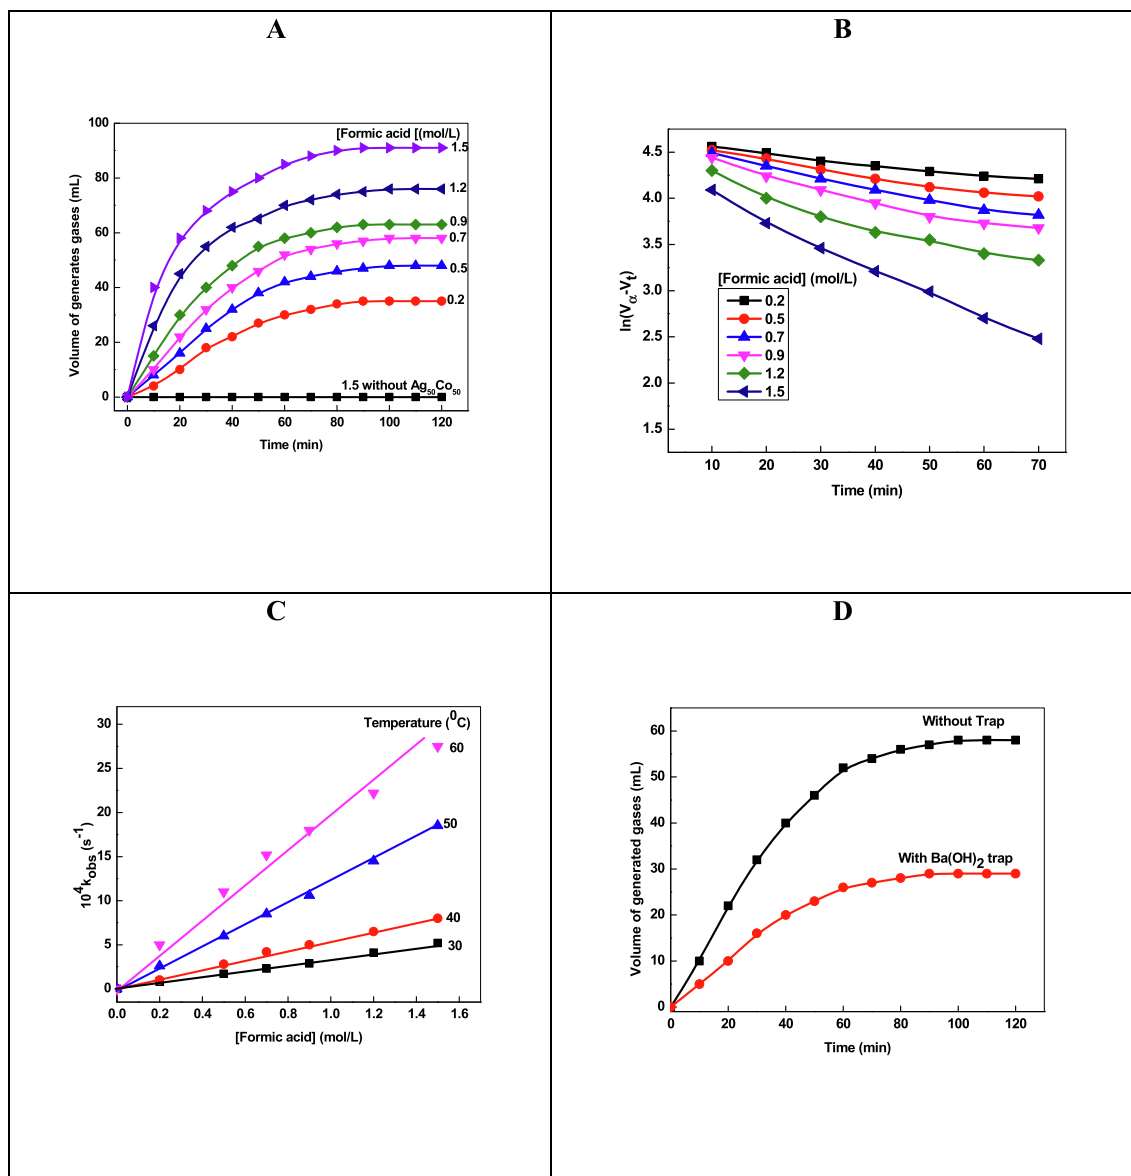 A
[Formic acid [(mol/L)
100
80
60
40
20
0
1.5
1.2
0.9
0.7
0.5
0.2
1.5 without Ag50Co50
Volume of generates gases (mL)
0 20 40 60 80 100 120
Time (min)
B
4.5
4.0
3.5
3.0
2.5
2.0
1.5
ln(Vα-Vt)
[Formic acid] (mol/L)
0.2
0.5
0.7
0.9
1.2
1.5
10 20 30 40 50 60 70
Time (min)
C
30
25
20
15
10
5
0
10^4kobs (s^-1)
Temperature (^0C)
60
50
40
30
0.0 0.2 0.4 0.6 0.8 1.0 1.2 1.4 1.6
[Formic acid] (mol/L)
D
60
50
40
30
20
10
0
Volume of generated gases (mL)
Without Trap
With Ba(OH)2 trap
0 20 40 60 80 100 120
Time (min)